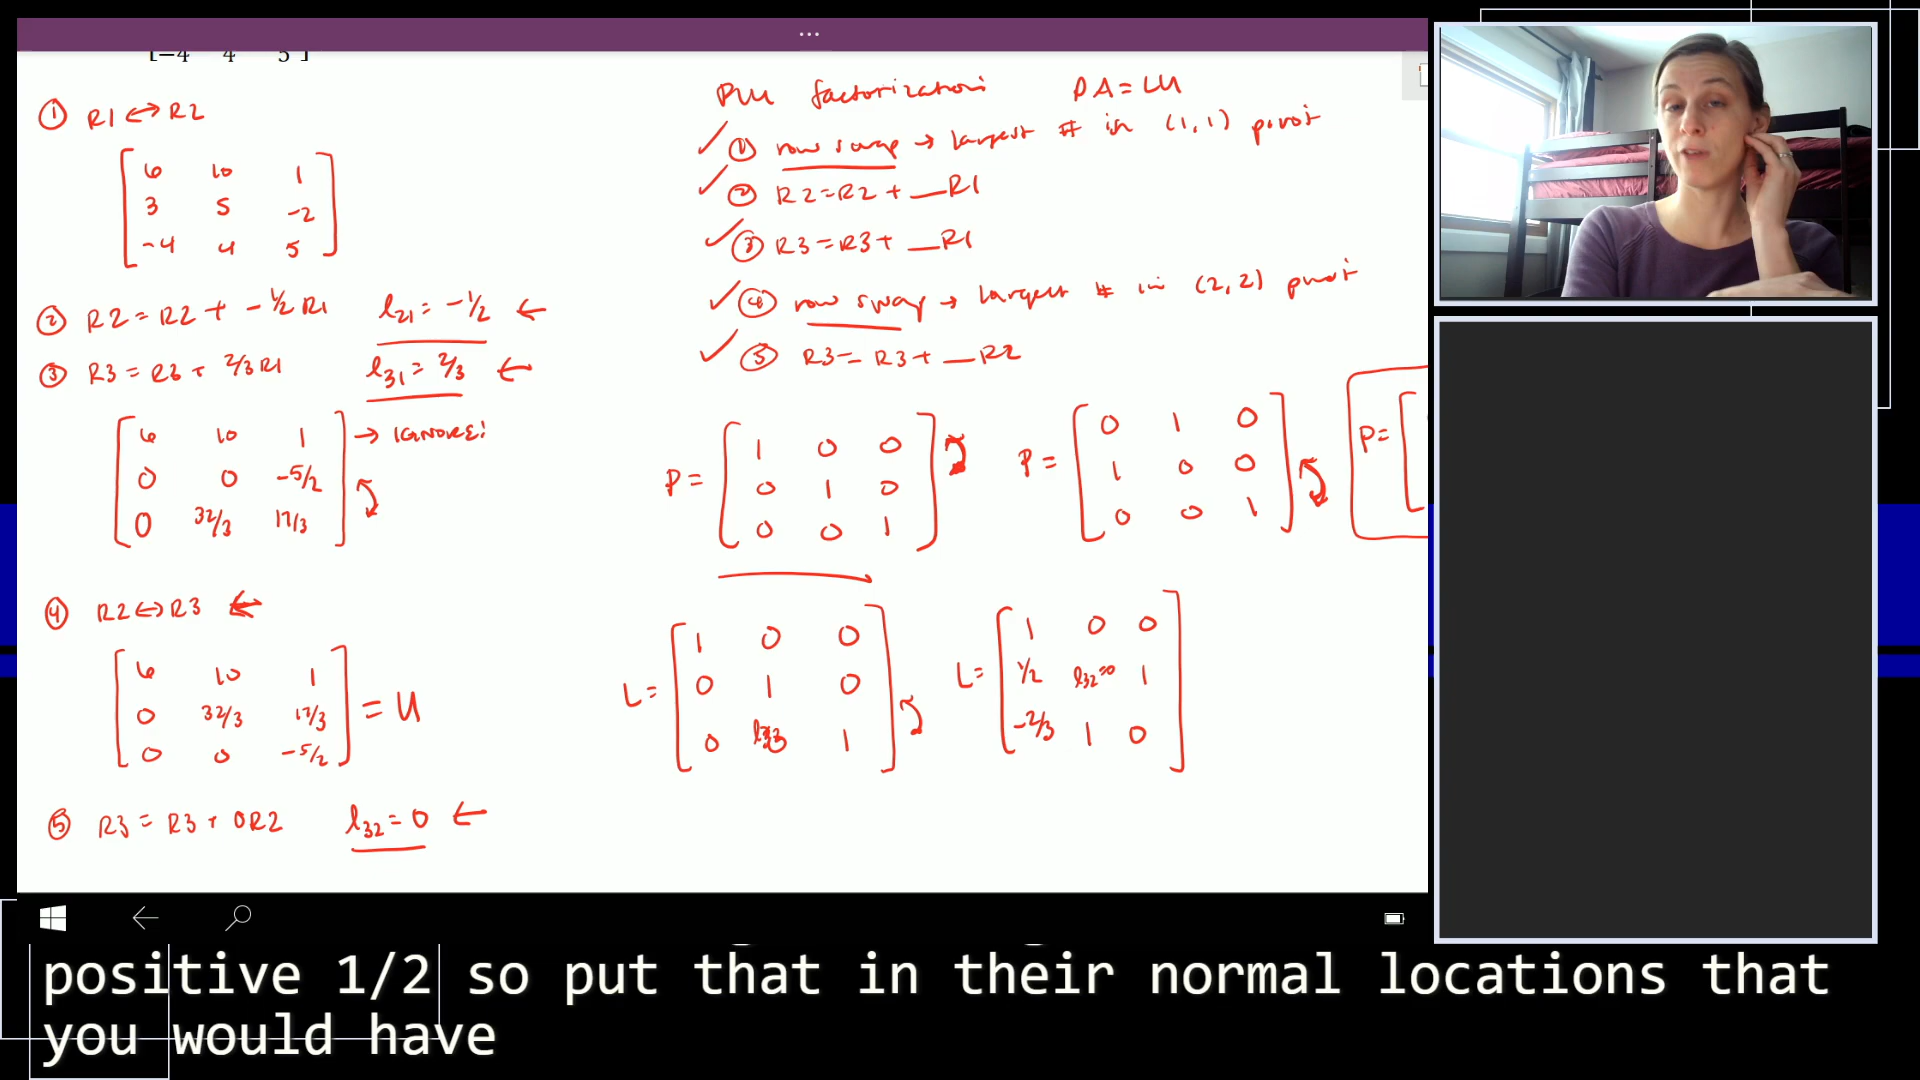 [−4 4 5]
① R1 ↔ R2
6 10 1
3 5 -2
-4 4 5
② R2 = R2 + -1/2 R1 l21 = -1/2 ←
③ R3 = R3 + 2/3 R1 l31 = 2/3 ←
6 10 1 → IGNORE!
0 0 -5/2
0 32/3 17/3
④ R2 ↔ R3 ←
6 10 1
0 32/3 17/3 = U
0 0 -5/2
⑤ R3 = R3 + 0R2 l32 = 0 ←
PLU factorization: PA = LU
✓ ① row swap → largest # in (1,1) pivot
✓ ② R2 = R2 + __R1
✓ ③ R3 = R3 + __R1
✓ ④ row swap → largest # in (2,2) pivot
✓ ⑤ R3 = R3 + __R2
P =
1 0 0
0 1 0
0 0 1
P =
0 1 0
1 0 0
0 0 1
P =
L =
1 0 0
0 1 0
0 1
L =
1 0 0
1/2 l32=0 1
-2/3 1 0
positive 1/2 so put that in their normal locations that
you would have